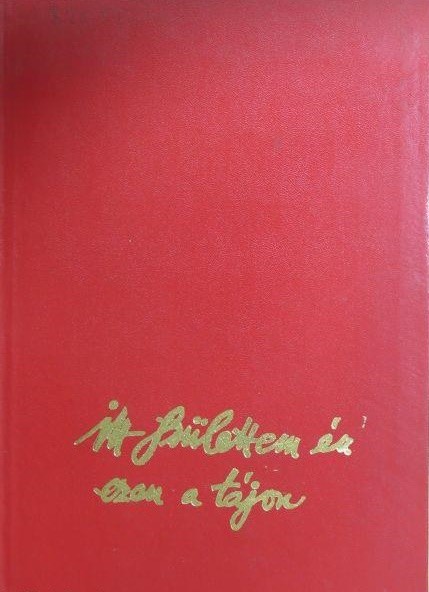 itt születtem én
ezen a tájon